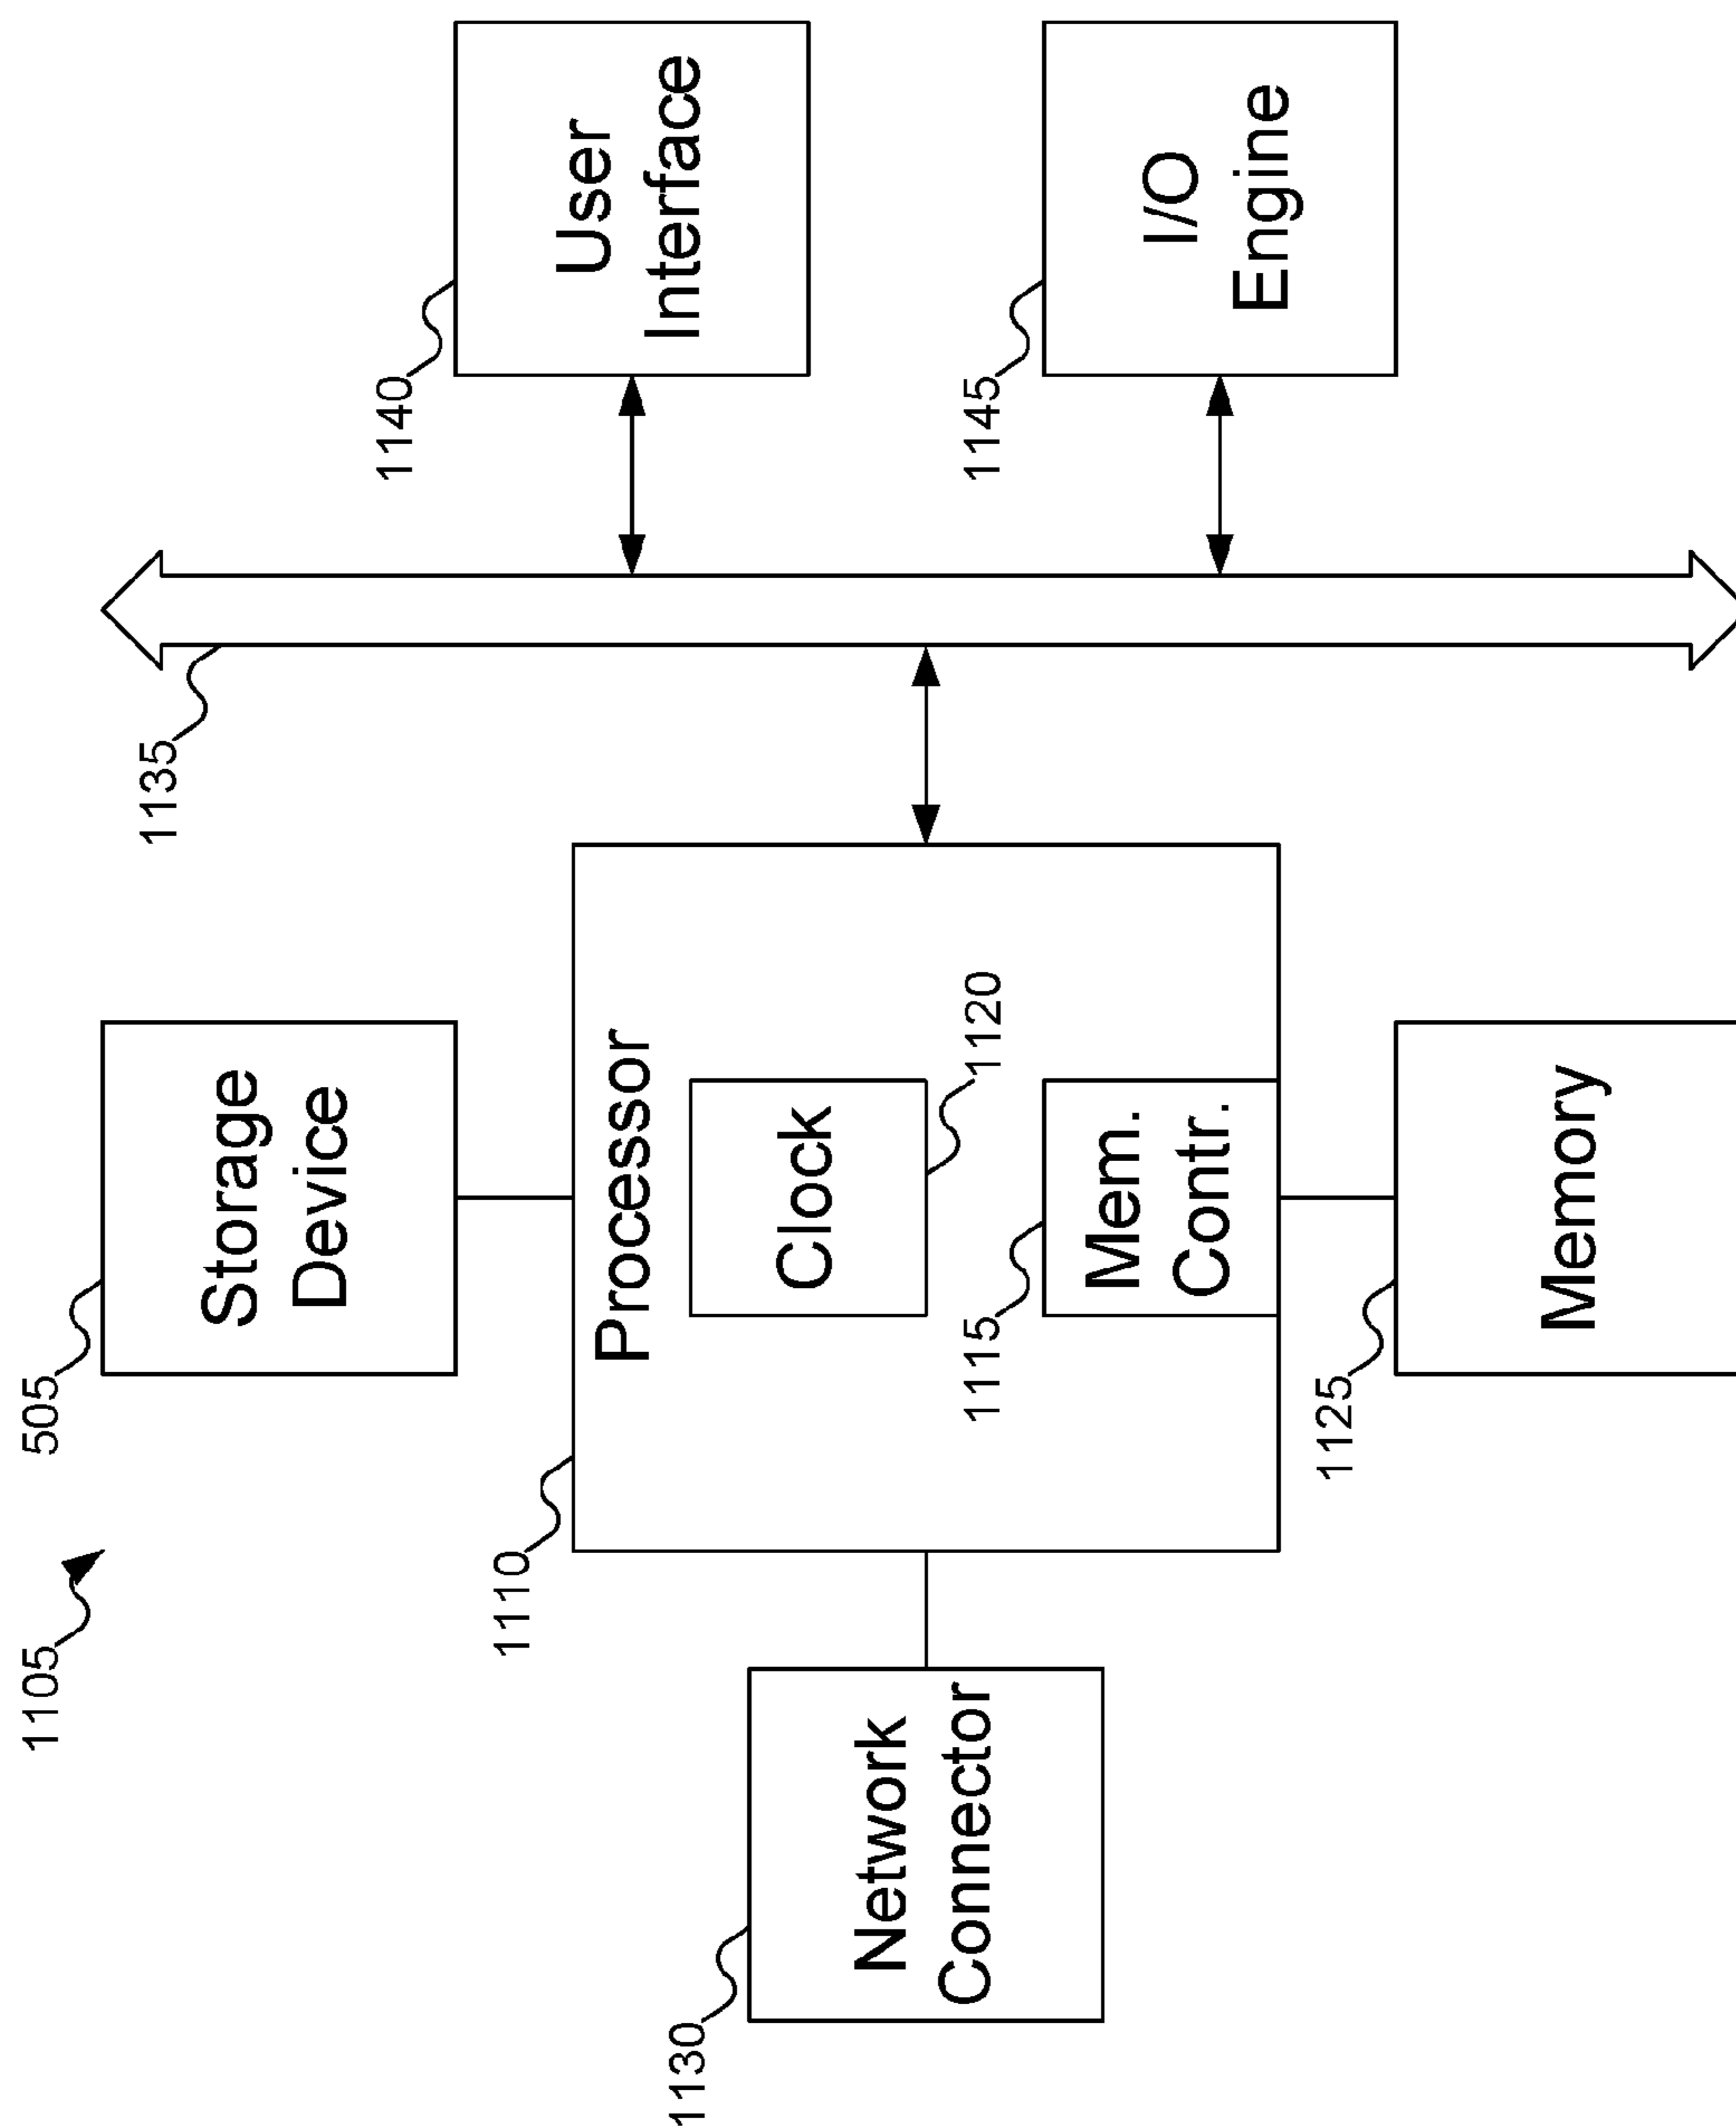 1105
505
Storage
Device
1135
1140
User
Interface
1110
Processor
Clock
1120
1130
Network
Connector
1115
Mem.
Contr.
1145
I/O
Engine
1125
Memory